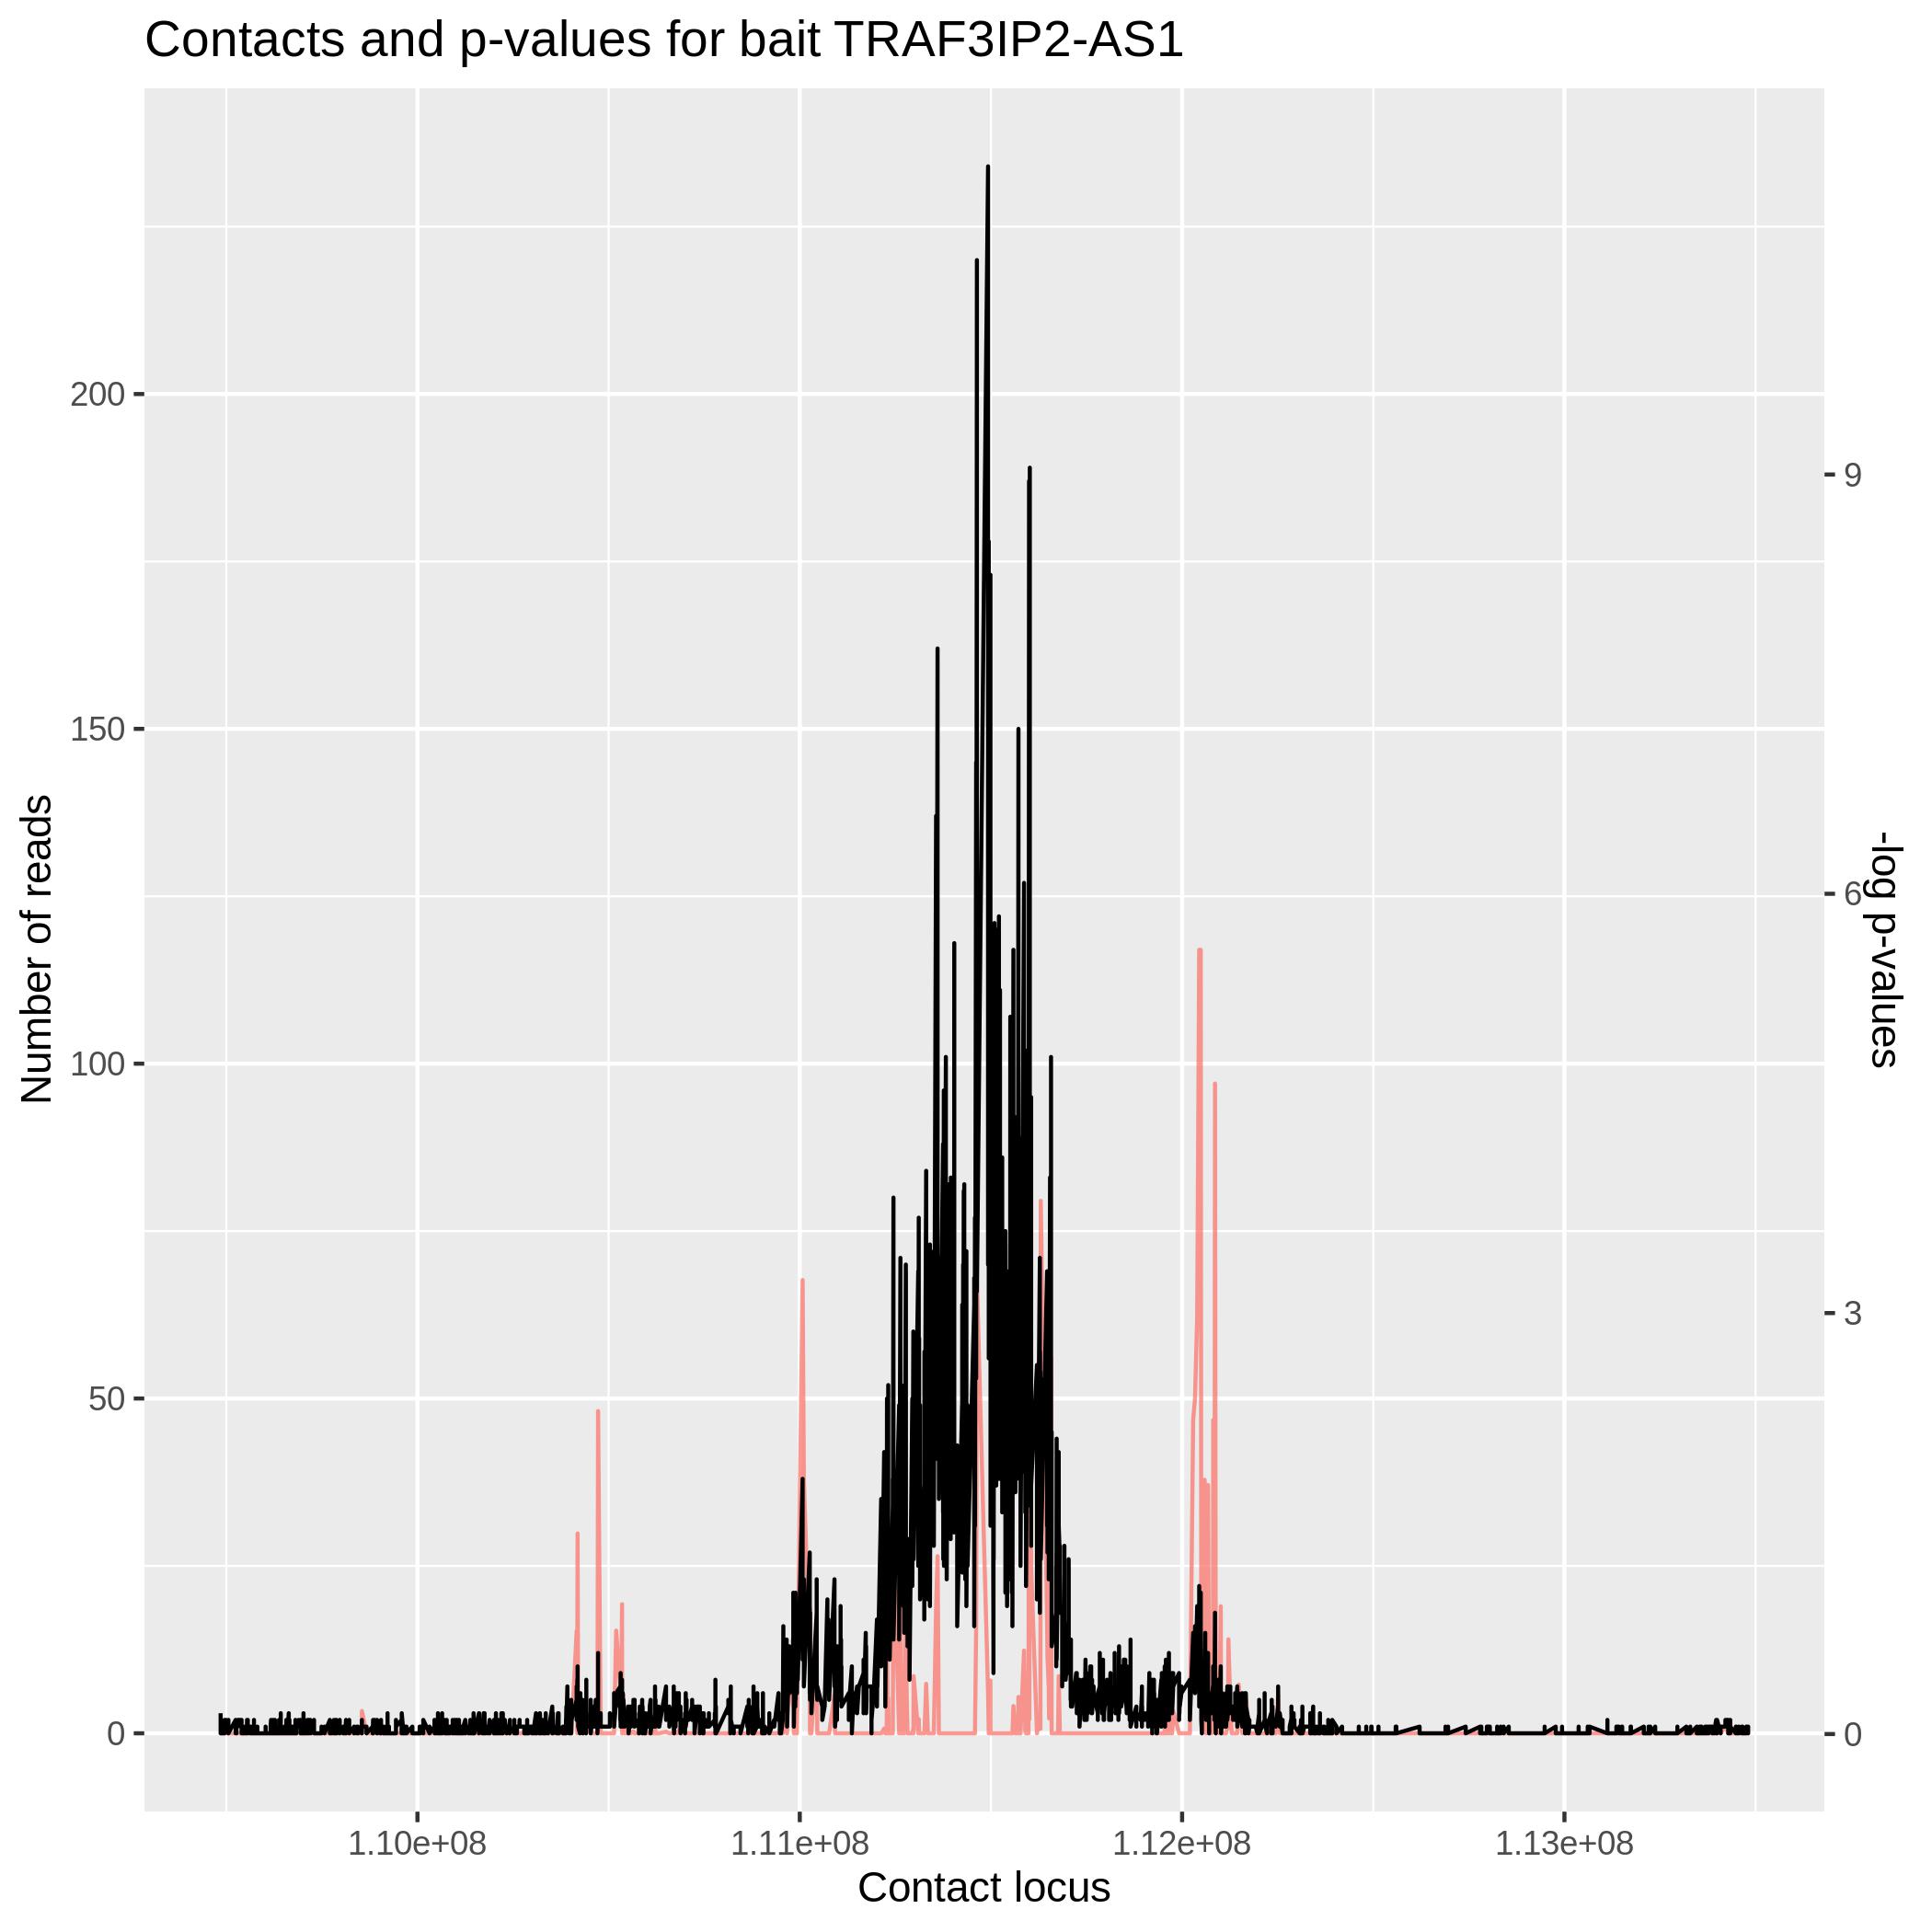 Contacts and p-values for bait TRAF3IP2-AS1
200
150
100
50
0
Number of reads
9
6
3
0
-log p-values
1.10e+08 1.11e+08 1.12e+08 1.13e+08
Contact locus